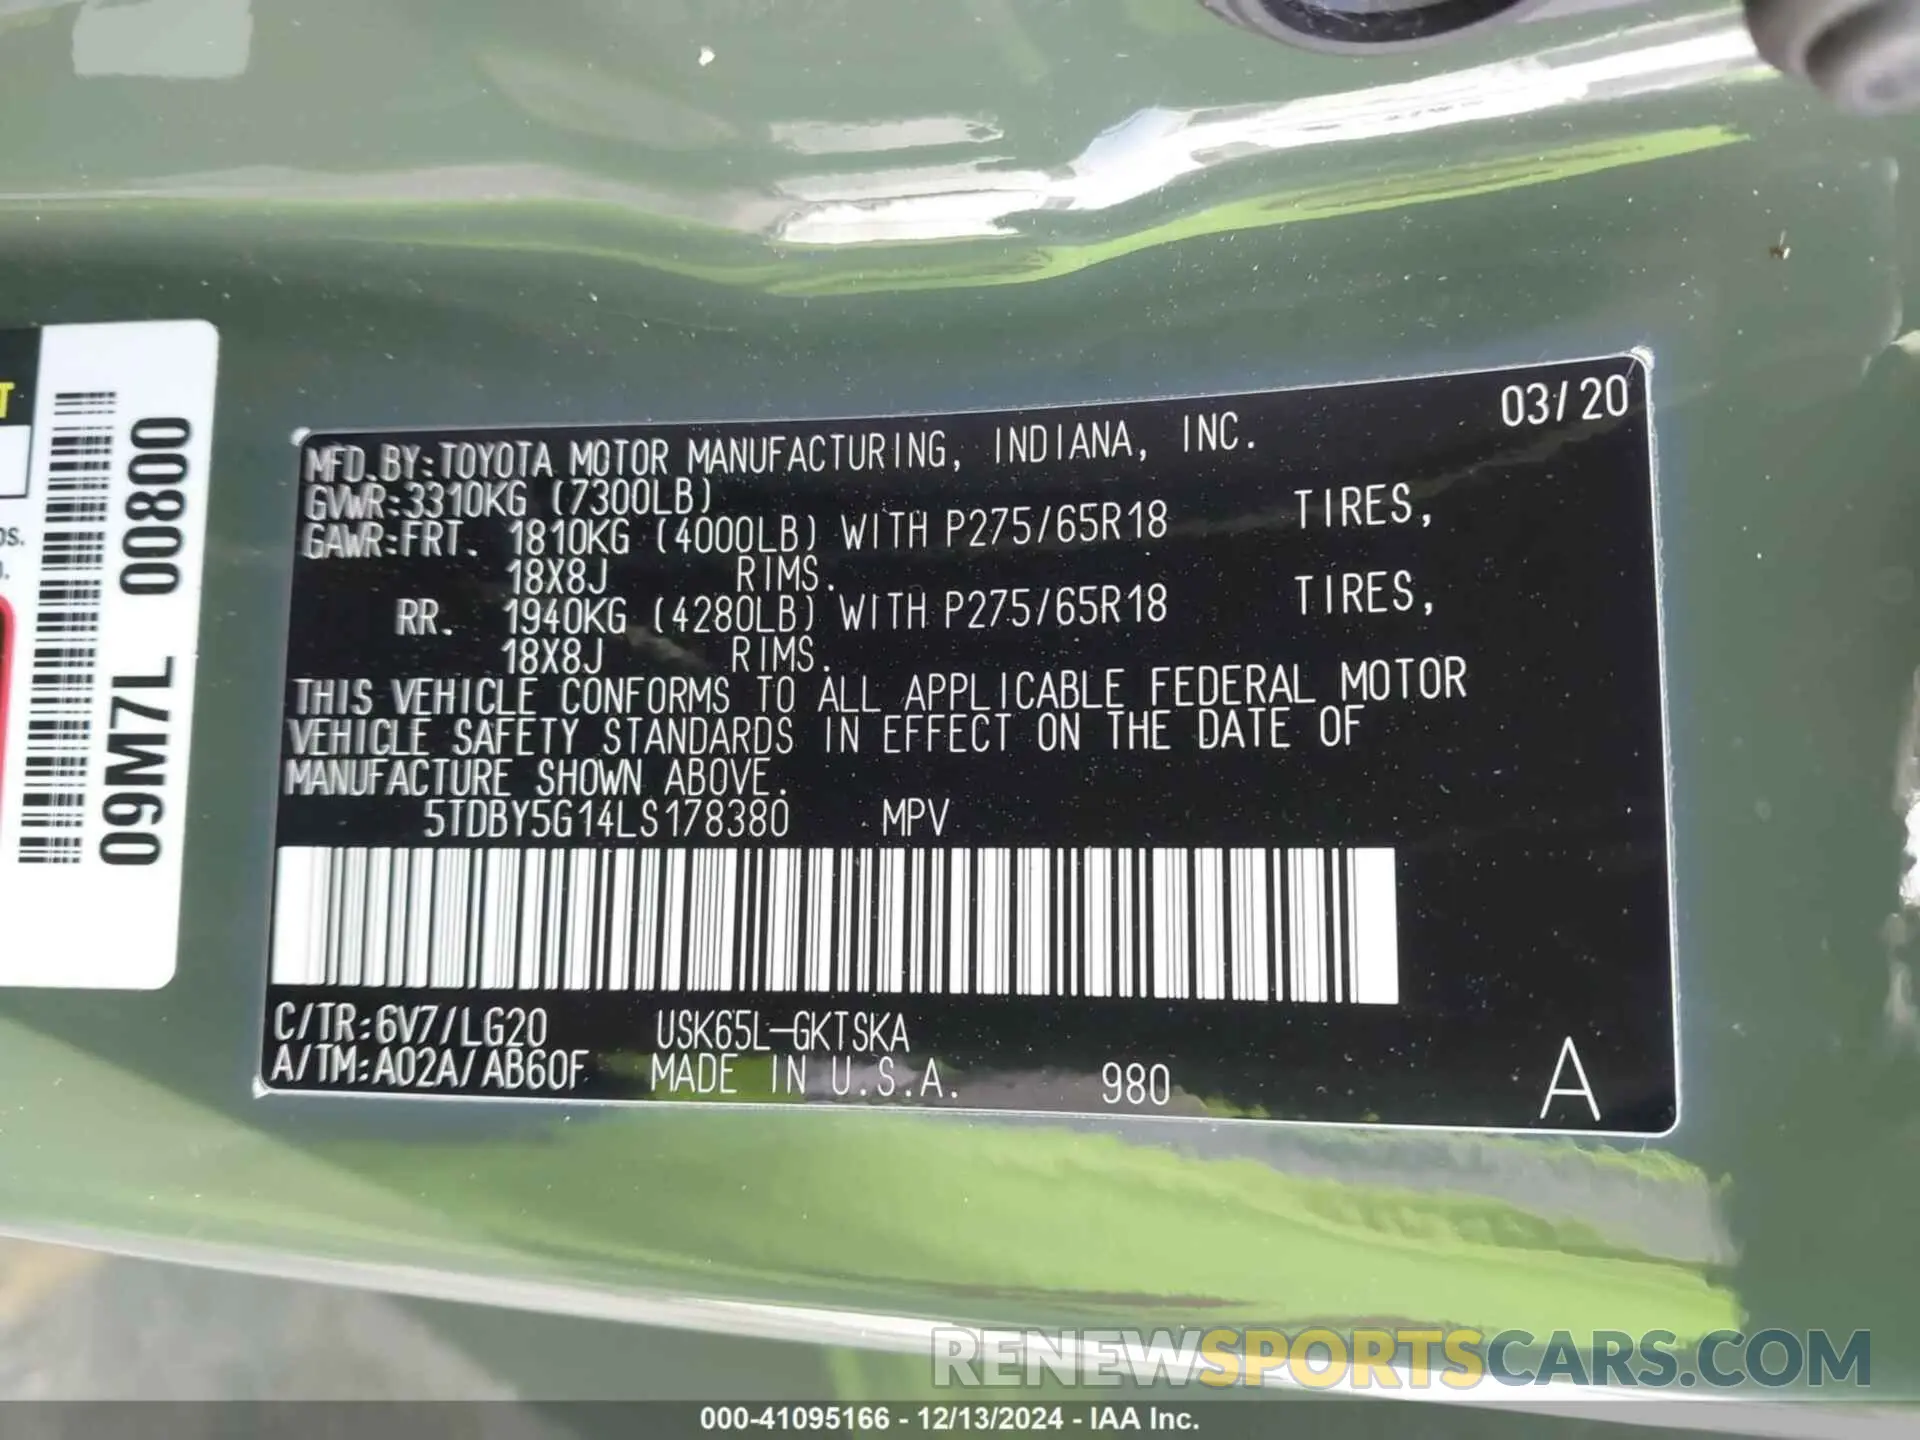 T
os.
09M7L 00800
03/20
MFD.BY:TOYOTA MOTOR MANUFACTURING, INDIANA, INC.
GVWR:3310KG (7300LB)
GAWR:FRT. 1810KG (4000LB) WITH P275/65R18 TIRES,
18X8J RIMS.
RR. 1940KG (4280LB) WITH P275/65R18 TIRES,
18X8J RIMS.
THIS VEHICLE CONFORMS TO ALL APPLICABLE FEDERAL MOTOR
VEHICLE SAFETY STANDARDS IN EFFECT ON THE DATE OF
MANUFACTURE SHOWN ABOVE.
5TDBY5G14LS178380 MPV
C/TR:6V7/LG20 USK65L-GKTSKA
A/TM:A02A/AB60F MADE IN U.S.A. 980 A
RENEWSPORTSCARS.COM
000-41095166 - 12/13/2024 - IAA Inc.